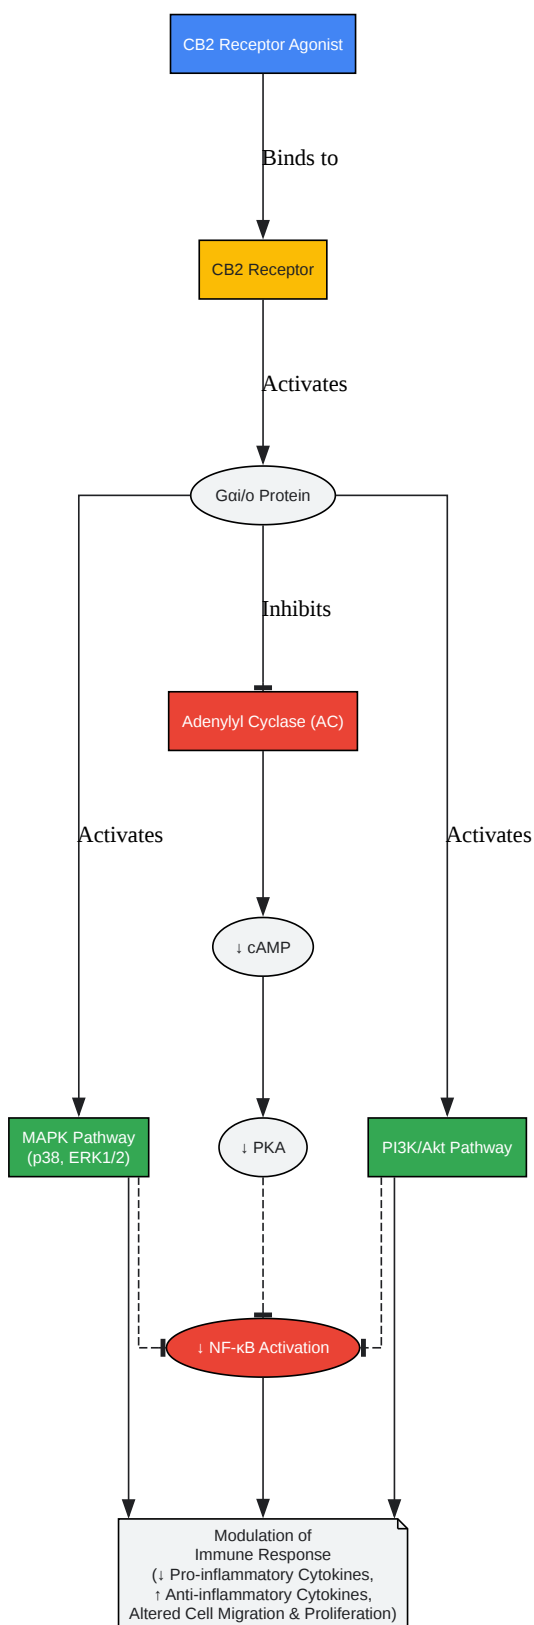 CB2 Receptor Agonist
Binds to
CB2 Receptor
Activates
Gαi/o Protein
Inhibits
Adenylyl Cyclase (AC)
Activates
Activates
↓ cAMP
MAPK Pathway
(p38, ERK1/2)
↓ PKA
PI3K/Akt Pathway
↓ NF-κB Activation
Modulation of
Immune Response
(↓ Pro-inflammatory Cytokines,
↑ Anti-inflammatory Cytokines,
Altered Cell Migration & Proliferation)